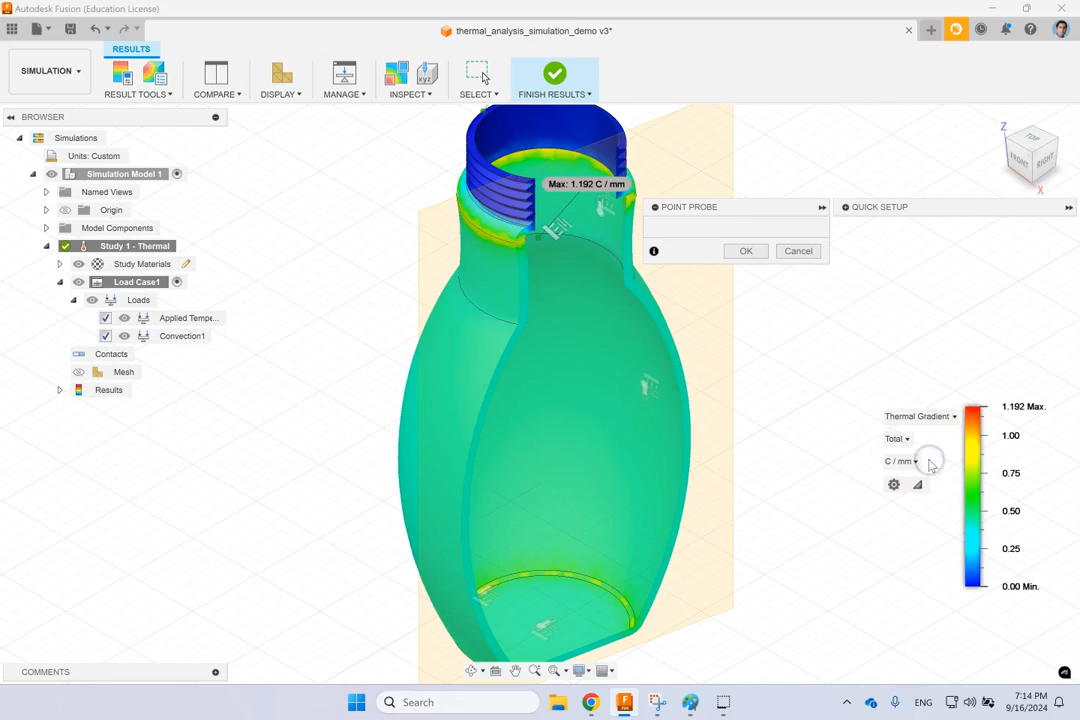 Autodesk Fusion (Education License)
thermal_analysis_simulation_demo v3*
RESULTS
SIMULATION
RESULT TOOLS
COMPARE
DISPLAY
MANAGE
INSPECT
SELECT
FINISH RESULTS
BROWSER
Simulations
Units: Custom
Simulation Model 1
Named Views
Origin
Model Components
Study 1 - Thermal
Study Materials
Load Case1
Loads
Applied Tempe...
Convection1
Contacts
Mesh
Results
Max: 1.192 C / mm
POINT PROBE
OK
Cancel
QUICK SETUP
Z
TOP
FRONT
RIGHT
X
Thermal Gradient
Total
C / mm
1.192 Max.
1.00
0.75
0.50
0.25
0.00 Min.
COMMENTS
Search
ENG
7:14 PM
9/16/2024